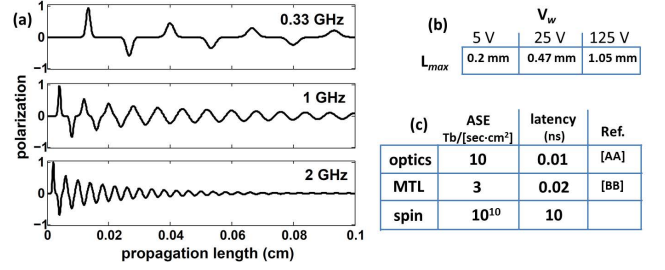 (a)
0.33 GHz
1
0
−1
1 GHz
1
0
−1
2 GHz
1
0
−1
0 0.02 0.04 0.06 0.08 0.1
polarization
propagation length (cm)
(b)
Vw
5 V 25 V 125 V
Lmax 0.2 mm 0.47 mm 1.05 mm
(c)
ASE latency Ref.
Tb/[sec·cm²] (ns)
optics 10 0.01 [AA]
MTL 3 0.02 [BB]
spin 10¹⁰ 10